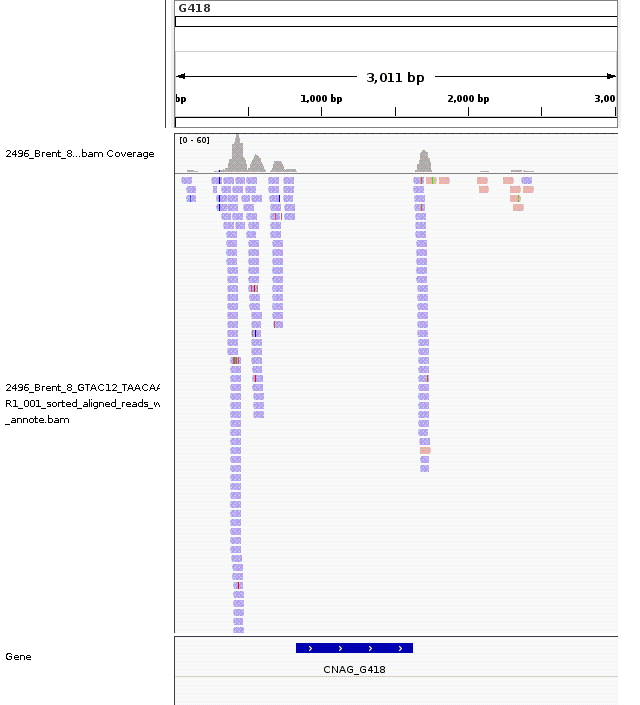 G418
3,011 bp
bp
1,000 bp
2,000 bp
3,00
[0 - 60]
2496_Brent_8...bam Coverage
2496_Brent_8_GTAC12_TAACAA
R1_001_sorted_aligned_reads_w
_annote.bam
Gene
CNAG_G418